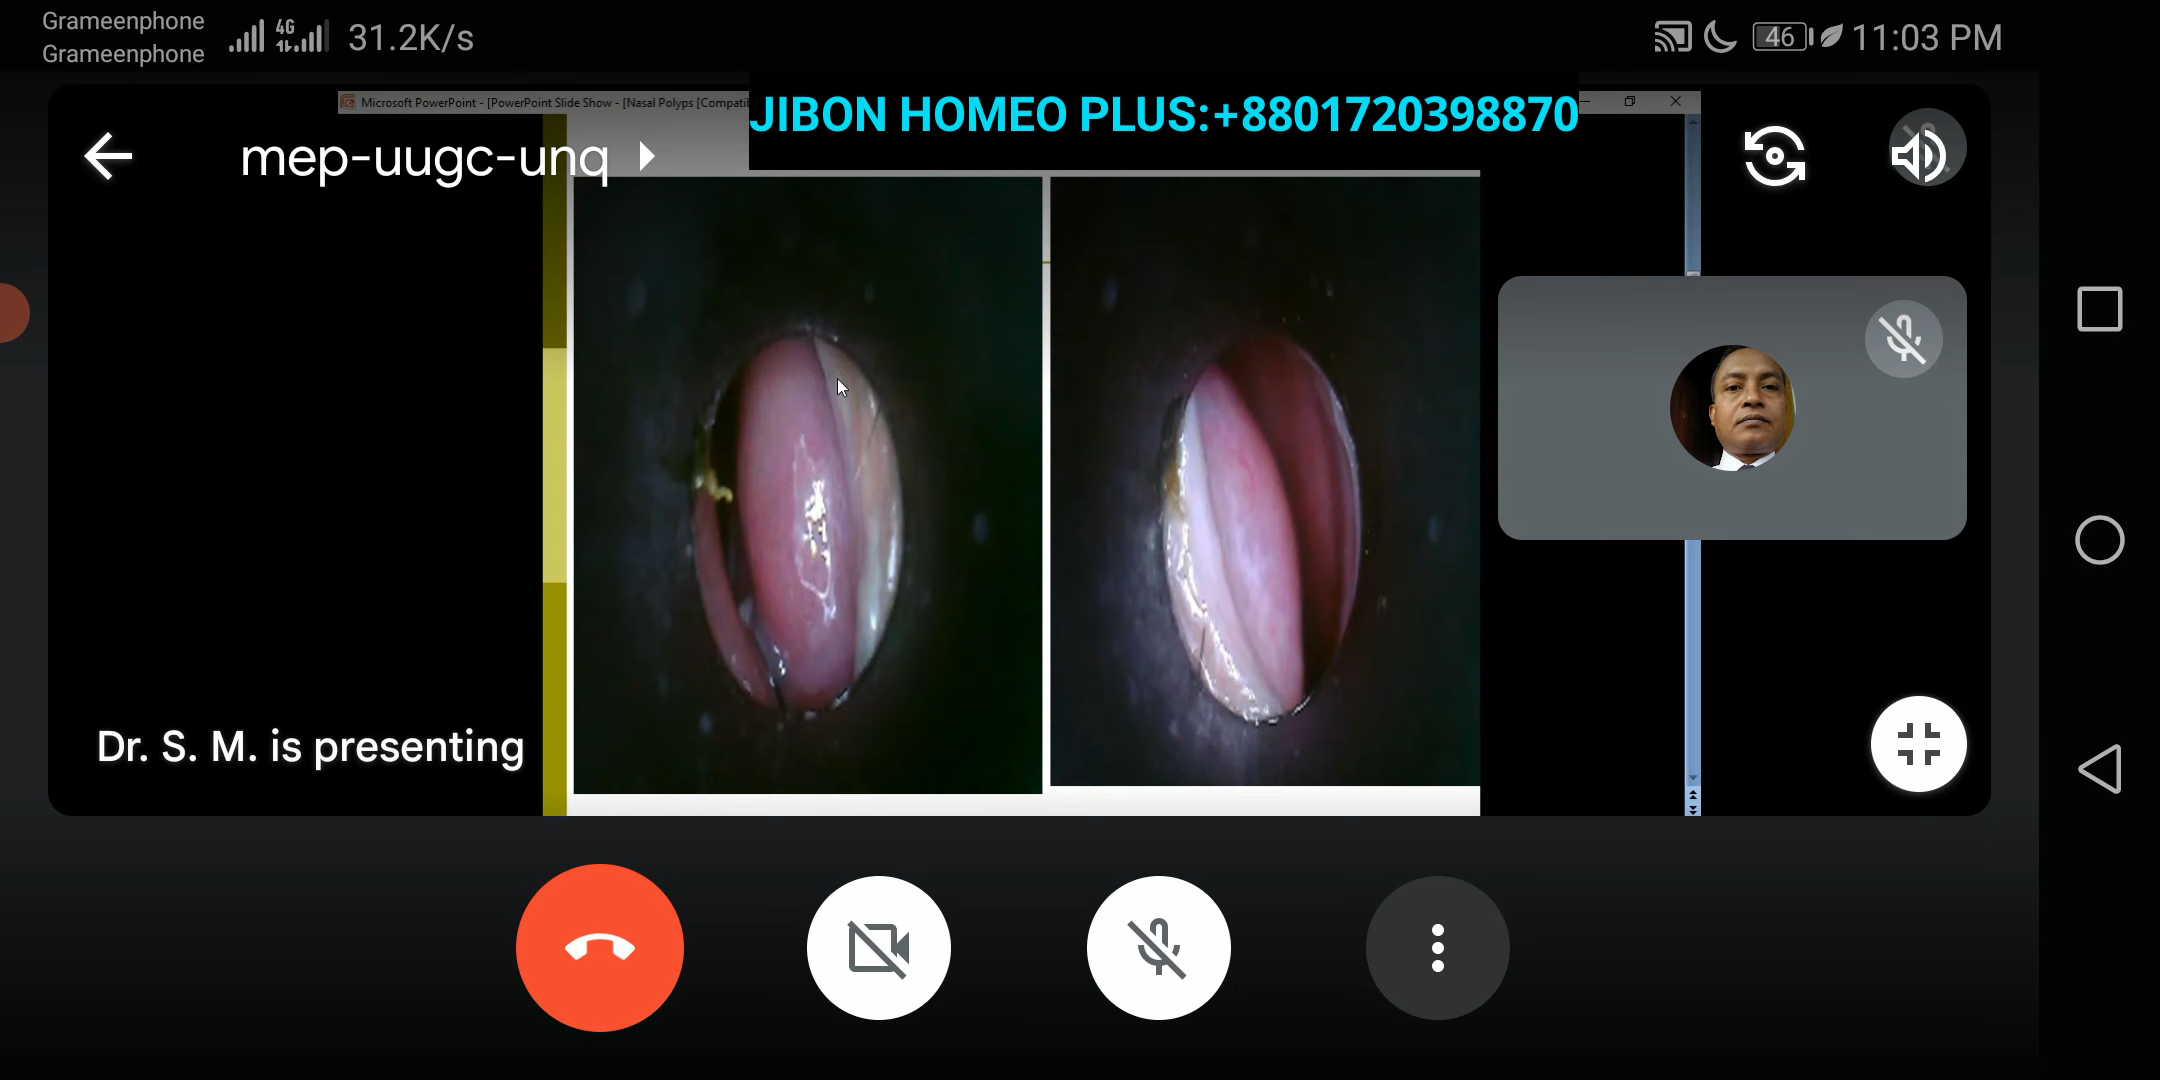 Grameenphone
Grameenphone
4G
31.2K/s
46
11:03 PM
Microsoft PowerPoint - [PowerPoint Slide Show - [Nasal Polyps [Compati
JIBON HOMEO PLUS:+8801720398870
mep-uugc-unq
Dr. S. M. is presenting